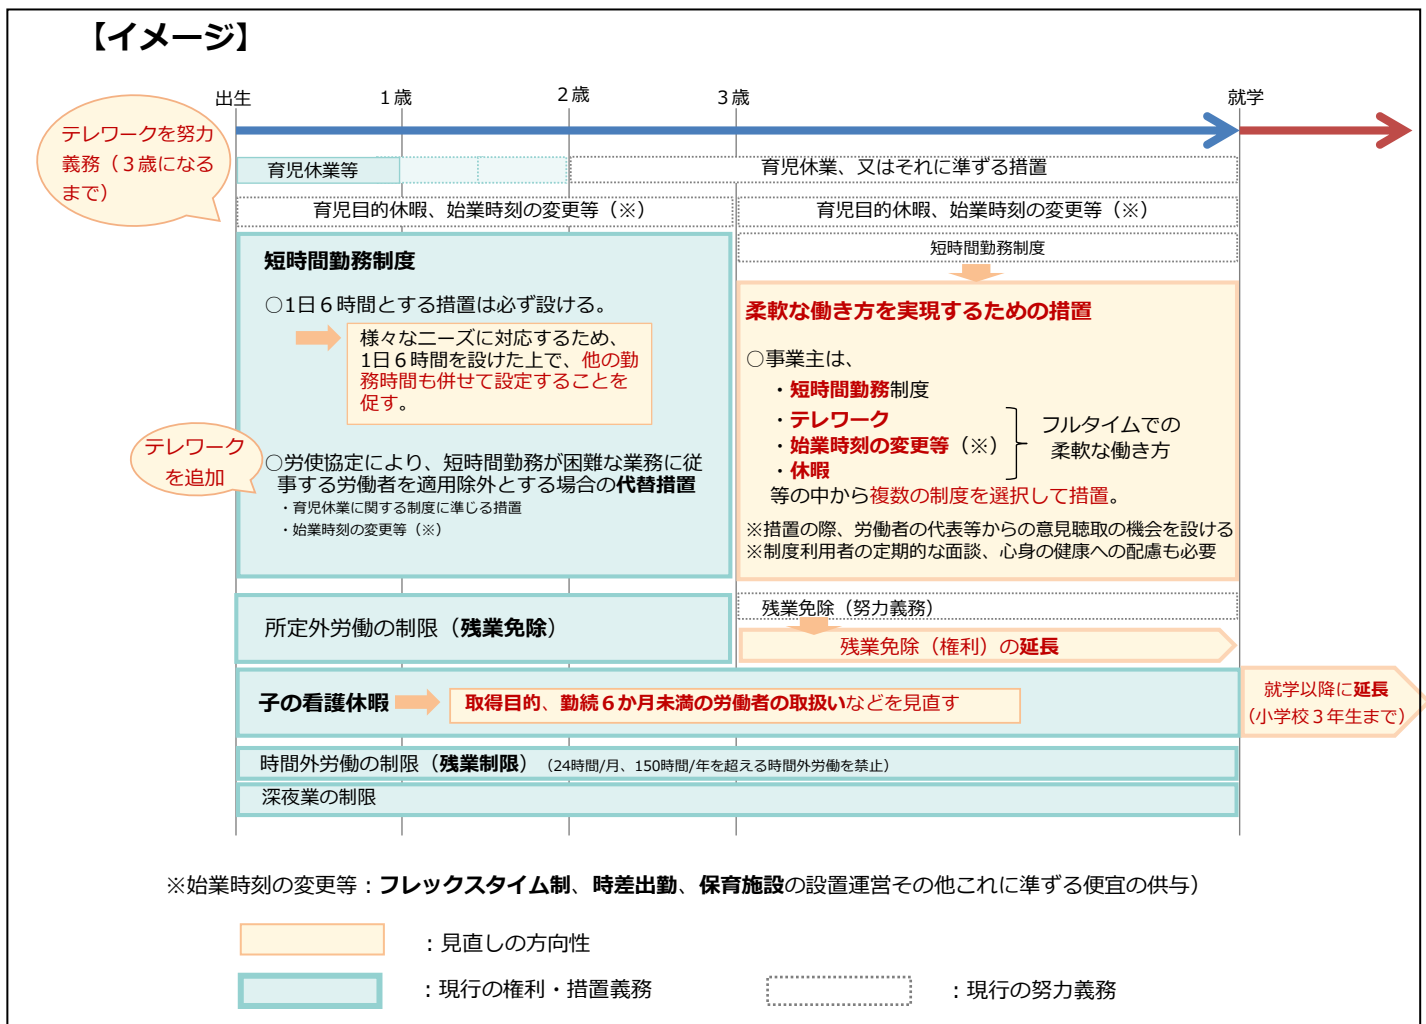 【イメージ】
出生
1歳
2歳
3歳
就学
テレワークを努力
義務（3歳になる
まで）
育児休業等
育児休業、又はそれに準ずる措置
育児目的休暇、始業時刻の変更等（※）
育児目的休暇、始業時刻の変更等（※）
短時間勤務制度
短時間勤務制度
○1日６時間とする措置は必ず設ける。
様々なニーズに対応するため、
1日６時間を設けた上で、他の勤
務時間も併せて設定することを
促す。
テレワーク
を追加
○労使協定により、短時間勤務が困難な業務に従
事する労働者を適用除外とする場合の代替措置
・育児休業に関する制度に準じる措置
・始業時刻の変更等（※）
柔軟な働き方を実現するための措置
○事業主は、
・短時間勤務制度
・テレワーク
・始業時刻の変更等（※）
・休暇
フルタイムでの
柔軟な働き方
等の中から複数の制度を選択して措置。
※措置の際、労働者の代表等からの意見聴取の機会を設ける
※制度利用者の定期的な面談、心身の健康への配慮も必要
所定外労働の制限（残業免除）
残業免除（努力義務）
残業免除（権利）の延長
子の看護休暇
取得目的、勤続６か月未満の労働者の取扱いなどを見直す
就学以降に延長
（小学校３年生まで）
時間外労働の制限（残業制限）（24時間/月、150時間/年を超える時間外労働を禁止）
深夜業の制限
※始業時刻の変更等：フレックスタイム制、時差出勤、保育施設の設置運営その他これに準ずる便宜の供与）
：見直しの方向性
：現行の権利・措置義務
：現行の努力義務